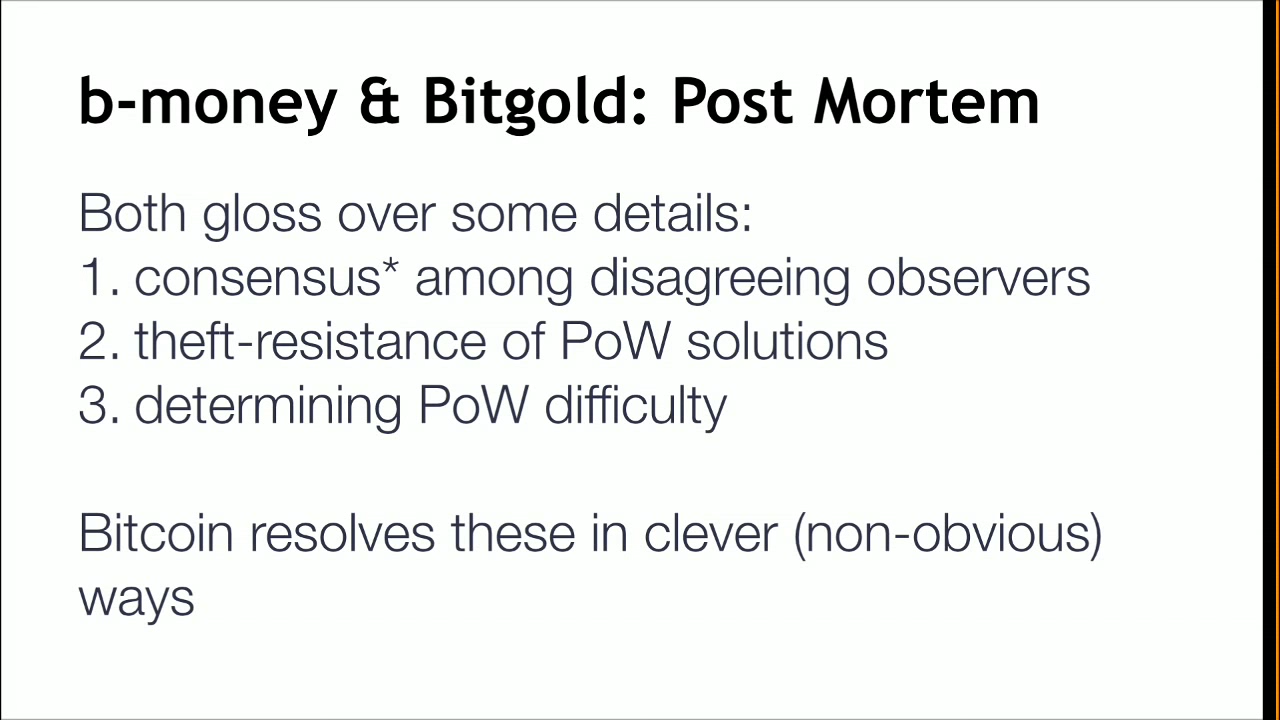 b-money & Bitgold: Post Mortem
Both gloss over some details:
1. consensus* among disagreeing observers
2. theft-resistance of PoW solutions
3. determining PoW difficulty
Bitcoin resolves these in clever (non-obvious)
ways